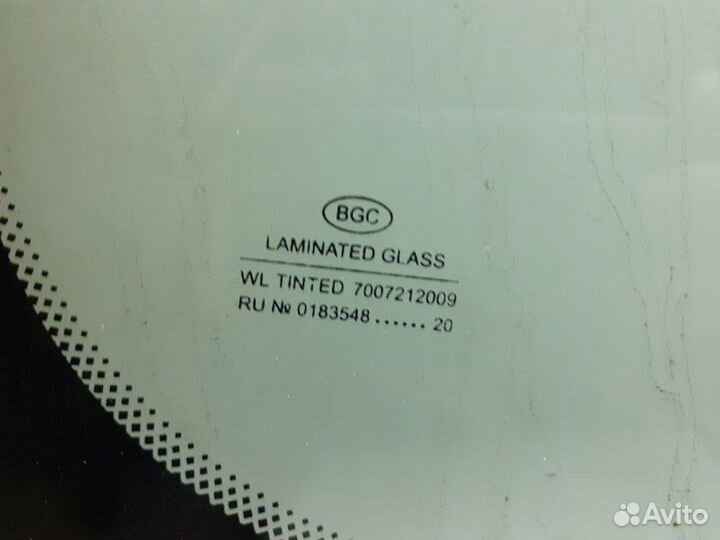 BGC
LAMINATED GLASS
WL TINTED 7007212009
RU № 0183548 ...... 20
Avito